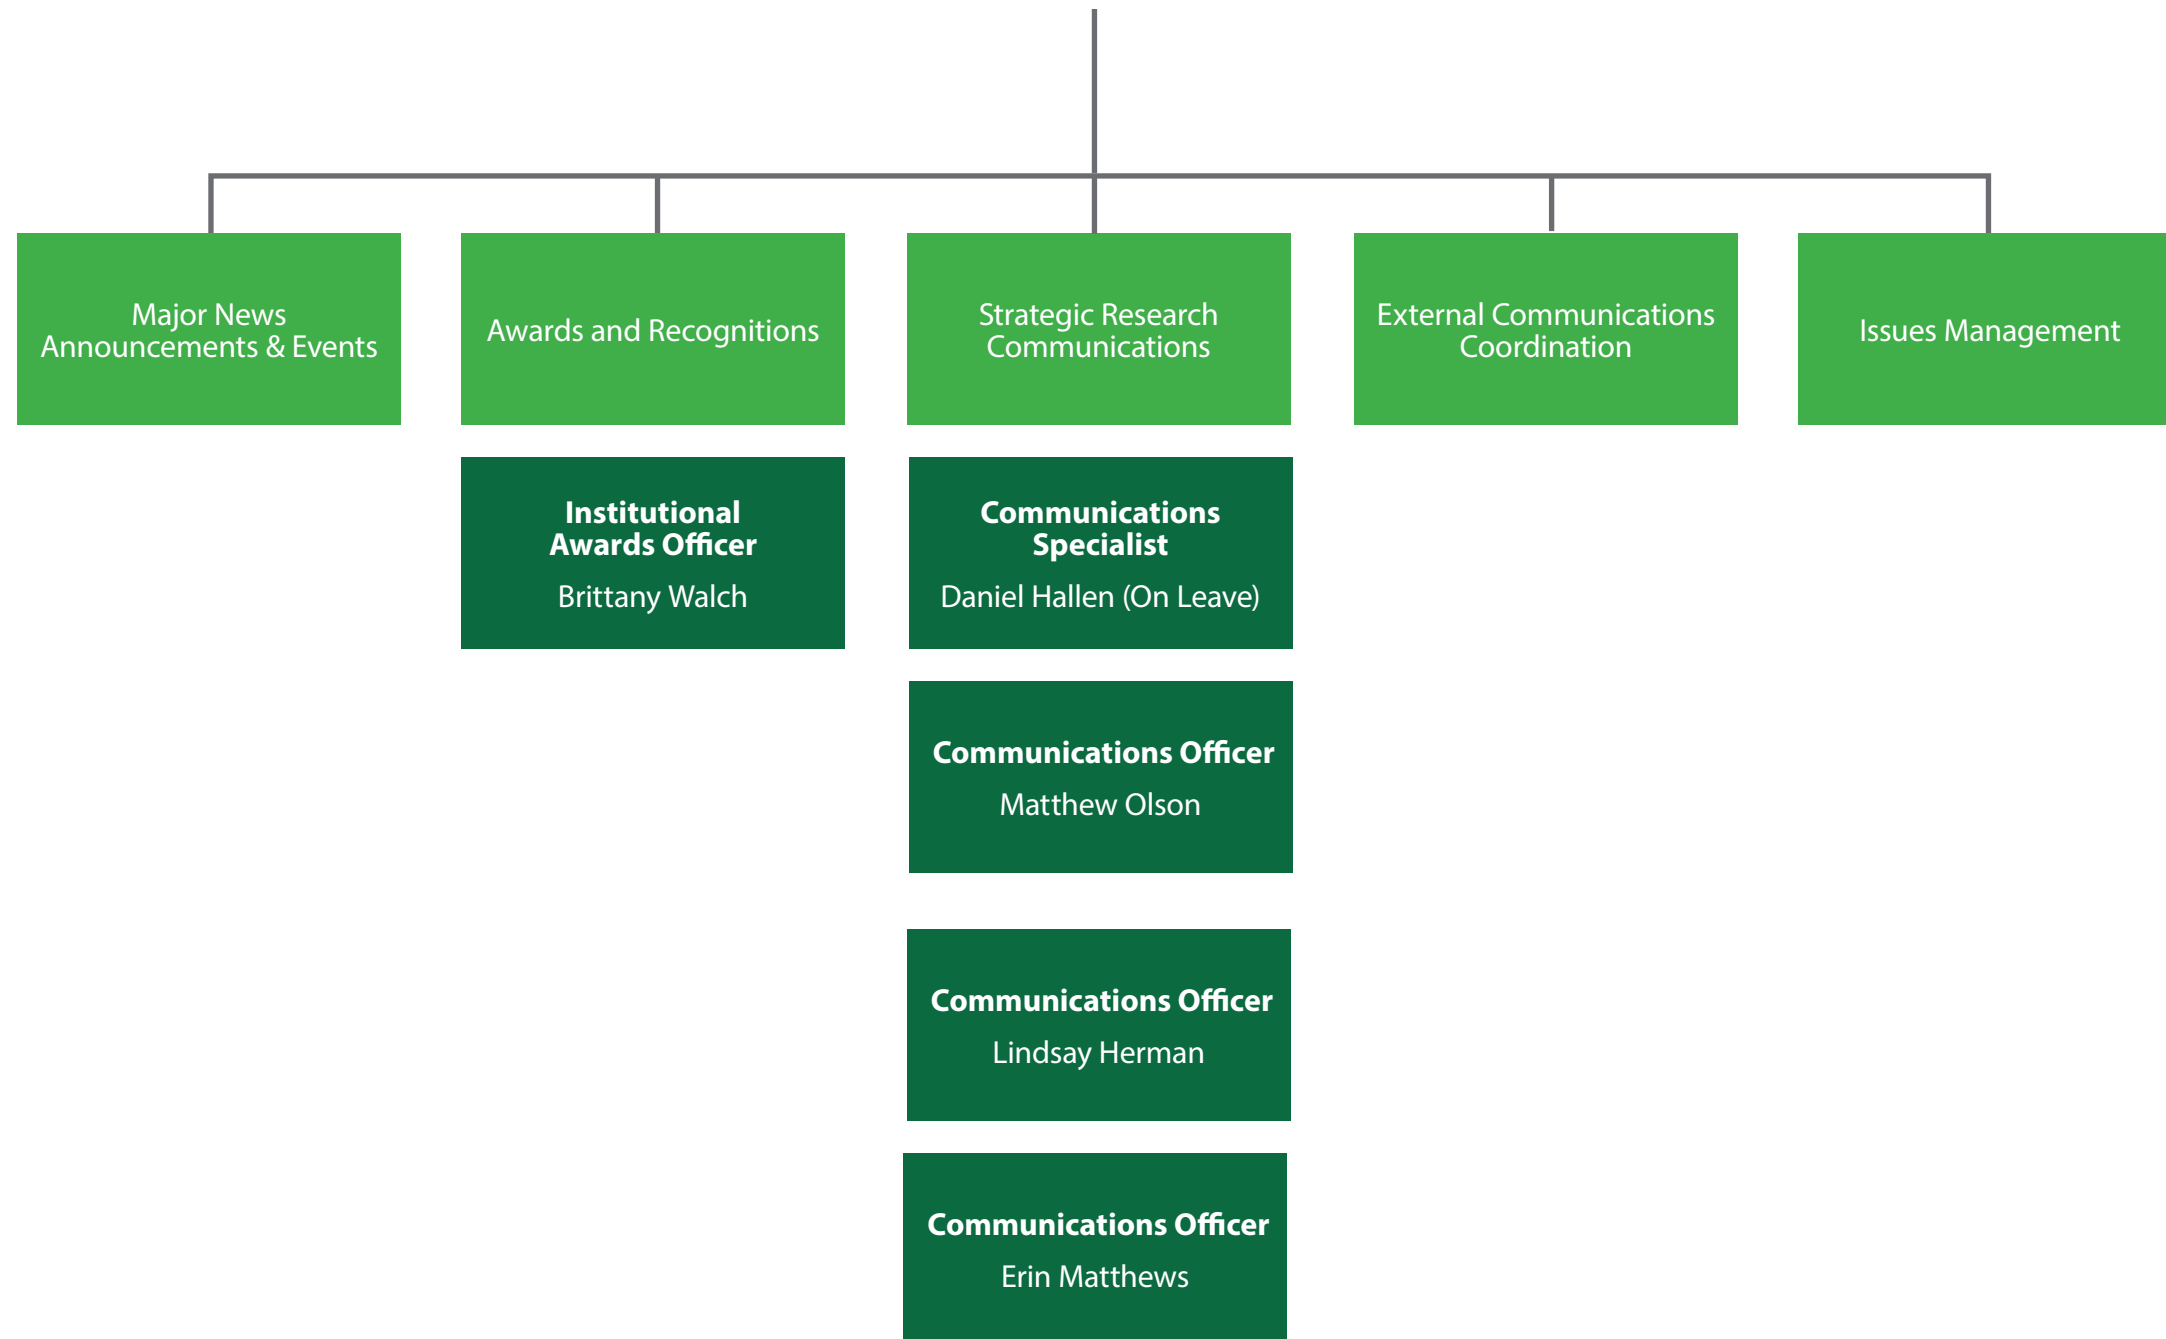 Major News
Announcements & Events
Awards and Recognitions
Strategic Research
Communications
External Communications
Coordination
Issues Management
Institutional
Awards Officer
Brittany Walch
Communications
Specialist
Daniel Hallen (On Leave)
Communications Officer
Matthew Olson
Communications Officer
Lindsay Herman
Communications Officer
Erin Matthews